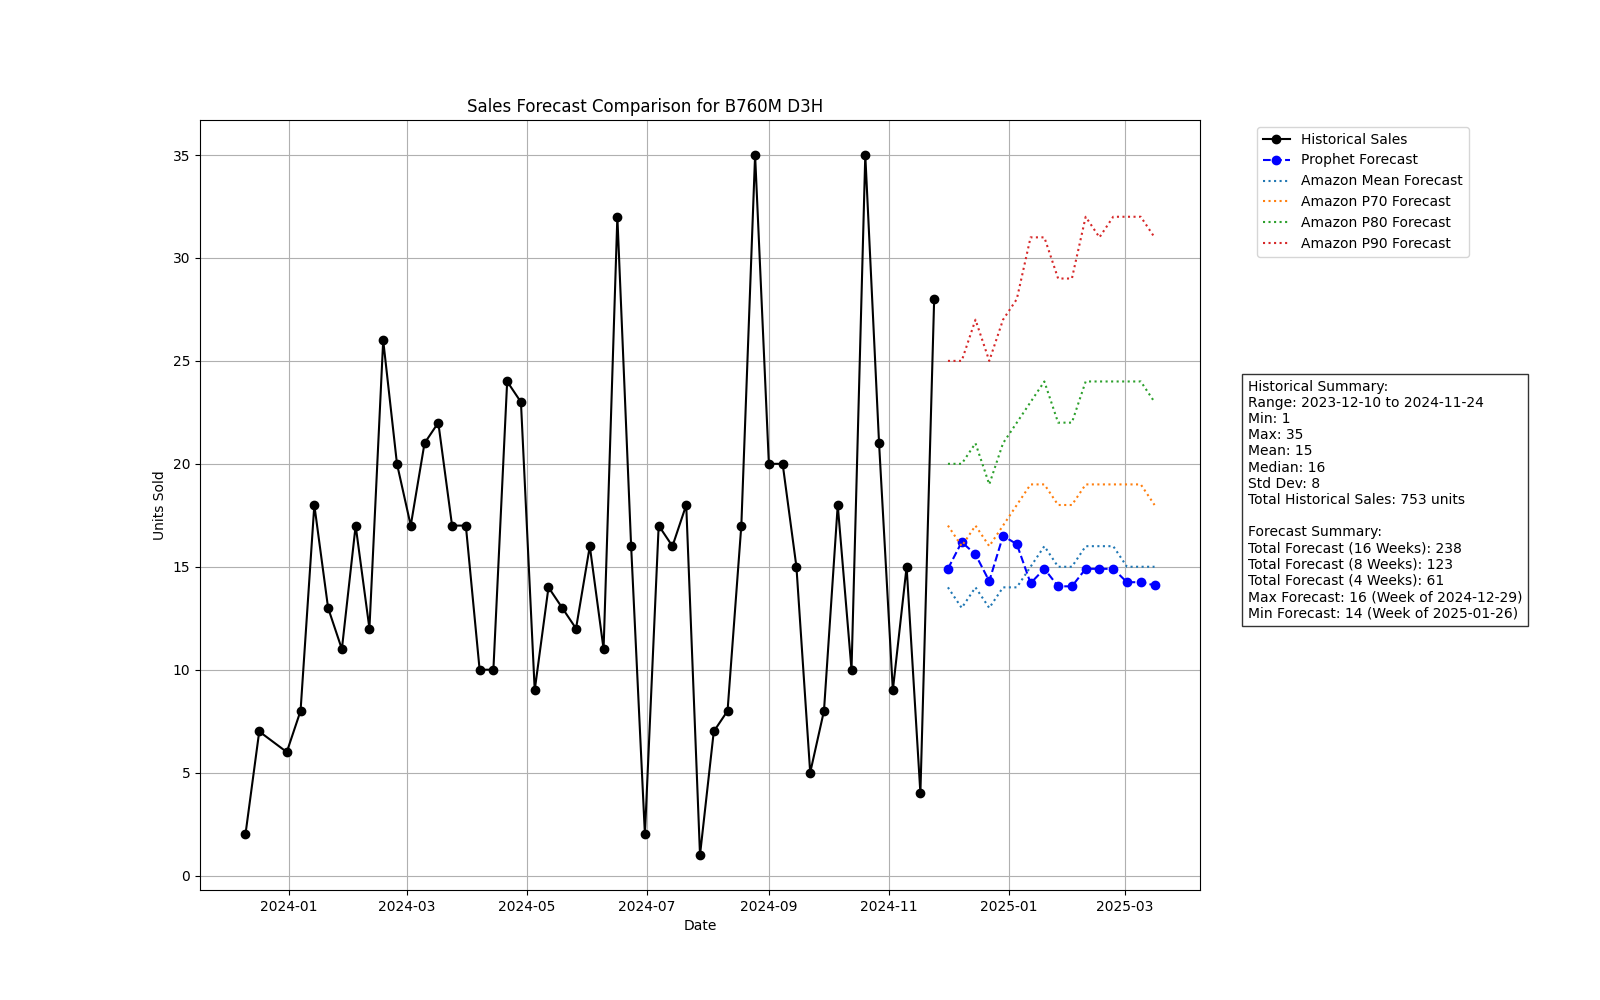 Sales Forecast Comparison for B760M D3H
Historical Sales
Prophet Forecast
Amazon Mean Forecast
Amazon P70 Forecast
Amazon P80 Forecast
Amazon P90 Forecast
35
30
25
20
15
10
5
0
Units Sold
2024-01
2024-03
2024-05
2024-07
2024-09
2024-11
2025-01
2025-03
Date
Historical Summary:
Range: 2023-12-10 to 2024-11-24
Min: 1
Max: 35
Mean: 15
Median: 16
Std Dev: 8
Total Historical Sales: 753 units
Forecast Summary:
Total Forecast (16 Weeks): 238
Total Forecast (8 Weeks): 123
Total Forecast (4 Weeks): 61
Max Forecast: 16 (Week of 2024-12-29)
Min Forecast: 14 (Week of 2025-01-26)